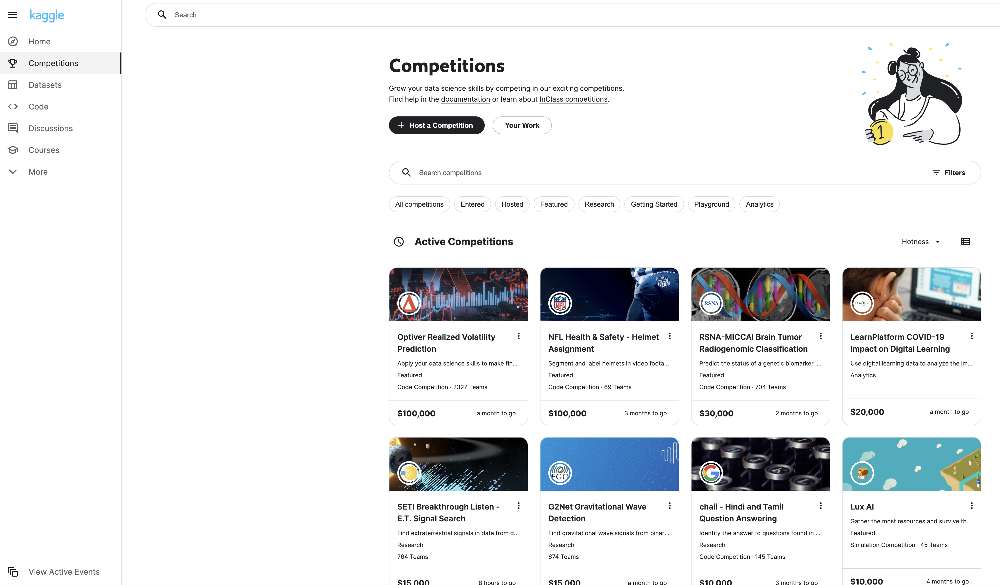 kaggle
Search
Home
Competitions
Datasets
Code
Discussions
Courses
More
View Active Events
Competitions
Grow your data science skills by competing in our exciting competitions.
Find help in the documentation or learn about InClass competitions.
Host a Competition
Your Work
1
Search competitions
Filters
All competitions
Entered
Hosted
Featured
Research
Getting Started
Playground
Analytics
Active Competitions
Hotness
Optiver Realized Volatility
Prediction
Apply your data science skills to make fin...
Featured
Code Competition · 2327 Teams
$100,000
a month to go
NFL
NFL
NFL Health & Safety - Helmet
Assignment
Segment and label helmets in video foota...
Featured
Code Competition · 69 Teams
$100,000
3 months to go
RSNA
RSNA-MICCAI Brain Tumor
Radiogenomic Classification
Predict the status of a genetic biomarker i...
Featured
Code Competition · 704 Teams
$30,000
2 months to go
LEARN
LearnPlatform COVID-19
Impact on Digital Learning
Use digital learning data to analyze the im...
Analytics
$20,000
a month to go
SETI Breakthrough Listen -
E.T. Signal Search
Find extraterrestrial signals in data from d...
Research
764 Teams
$15,000
8 hours to go
EGO
G2Net Gravitational Wave
Detection
Find gravitational wave signals from binar...
Research
674 Teams
$15,000
a month to go
J
K
chaii - Hindi and Tamil
Question Answering
Identify the answer to questions found in ...
Research
Code Competition · 145 Teams
$10,000
3 months to go
Lux AI
Gather the most resources and survive th...
Featured
Simulation Competition · 45 Teams
$10,000
4 months to go